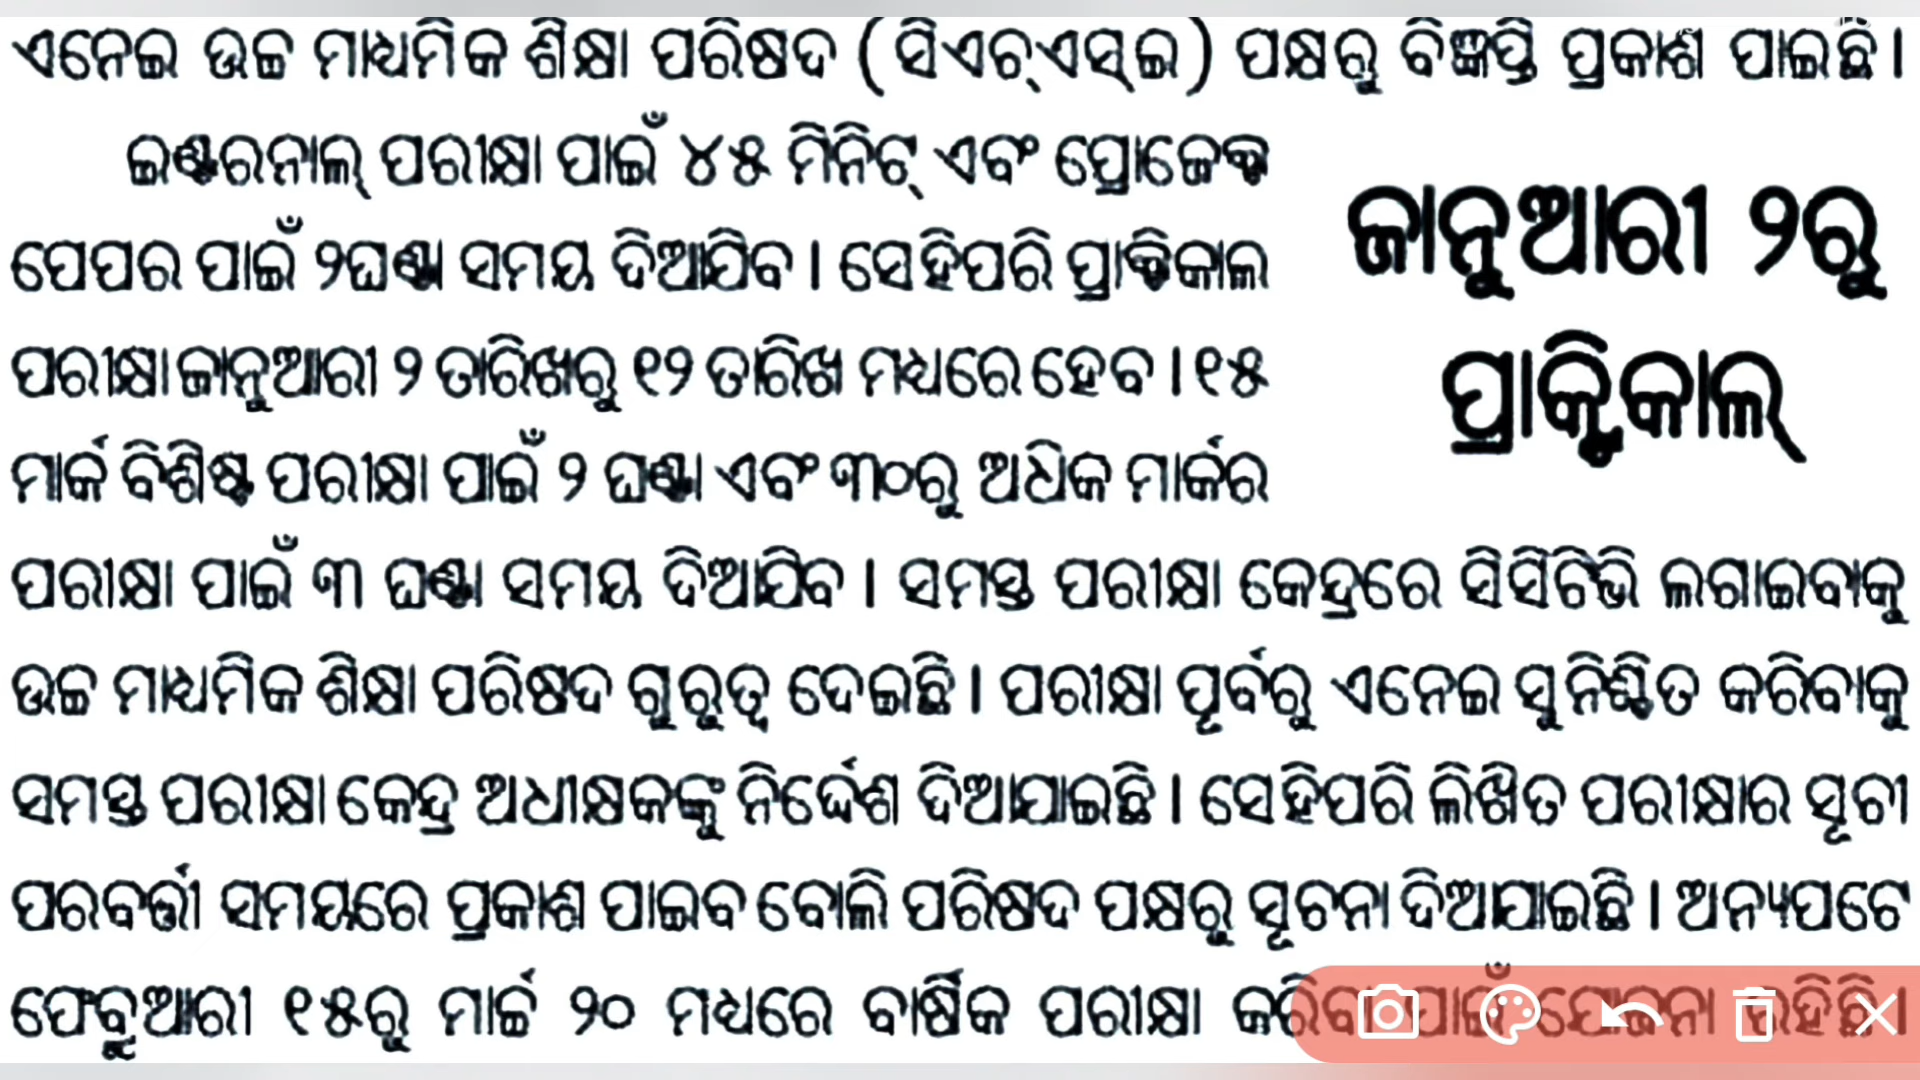 ଏନେଇ ଉଚ୍ଚ ମାଧ୍ୟମିକ ଶିକ୍ଷା ପରିଷଦ (ସିଏଚ୍ଏସ୍ଇ) ପକ୍ଷରୁ ବିଜ୍ଞପ୍ତି ପ୍ରକାଶ ପାଇଛି ।
ଇଣ୍ଟରନାଲ୍ ପରୀକ୍ଷା ପାଇଁ ୪୫ ମିନିଟ୍ ଏବଂ ପ୍ରୋଜେକ୍ଟ
ପେପର ପାଇଁ ୨ଘଣ୍ଟା ସମୟ ଦିଆଯିବ । ସେହିପରି ପ୍ରାକ୍ଟିକାଲ
ପରୀକ୍ଷା ଜାନୁଆରୀ ୨ ତାରିଖରୁ ୧୨ ତାରିଖ ମଧ୍ୟରେ ହେବ । ୧୫
ମାର୍କ ବିଶିଷ୍ଟ ପରୀକ୍ଷା ପାଇଁ ୨ ଘଣ୍ଟା ଏବଂ ୩୦ରୁ ଅଧିକ ମାର୍କର
ଜାନୁଆରୀ ୨ରୁ
ପ୍ରାକ୍ଟିକାଲ୍
ପରୀକ୍ଷା ପାଇଁ ୩ ଘଣ୍ଟା ସମୟ ଦିଆଯିବ । ସମସ୍ତ ପରୀକ୍ଷା କେନ୍ଦ୍ରରେ ସିସିଟିଭି ଲଗାଇବାକୁ
ଉଚ୍ଚ ମାଧ୍ୟମିକ ଶିକ୍ଷା ପରିଷଦ ଗୁରୁତ୍ୱ ଦେଇଛି । ପରୀକ୍ଷା ପୂର୍ବରୁ ଏନେଇ ସୁନିଶ୍ଚିତ କରିବାକୁ
ସମସ୍ତ ପରୀକ୍ଷା କେନ୍ଦ୍ର ଅଧୀକ୍ଷକଙ୍କୁ ନିର୍ଦ୍ଦେଶ ଦିଆଯାଇଛି । ସେହିପରି ଲିଖିତ ପରୀକ୍ଷାର ସୂଚୀ
ପରବର୍ତ୍ତୀ ସମୟରେ ପ୍ରକାଶ ପାଇବ ବୋଲି ପରିଷଦ ପକ୍ଷରୁ ସୂଚନା ଦିଆଯାଇଛି । ଅନ୍ୟପଟେ
ଫେବୃଆରୀ ୧୫ରୁ ମାର୍ଚ୍ଚ ୨୦ ମଧ୍ୟରେ ବାର୍ଷିକ ପରୀକ୍ଷା କରିବା ପାଇଁ ଯୋଜନା ରହିଛି ।